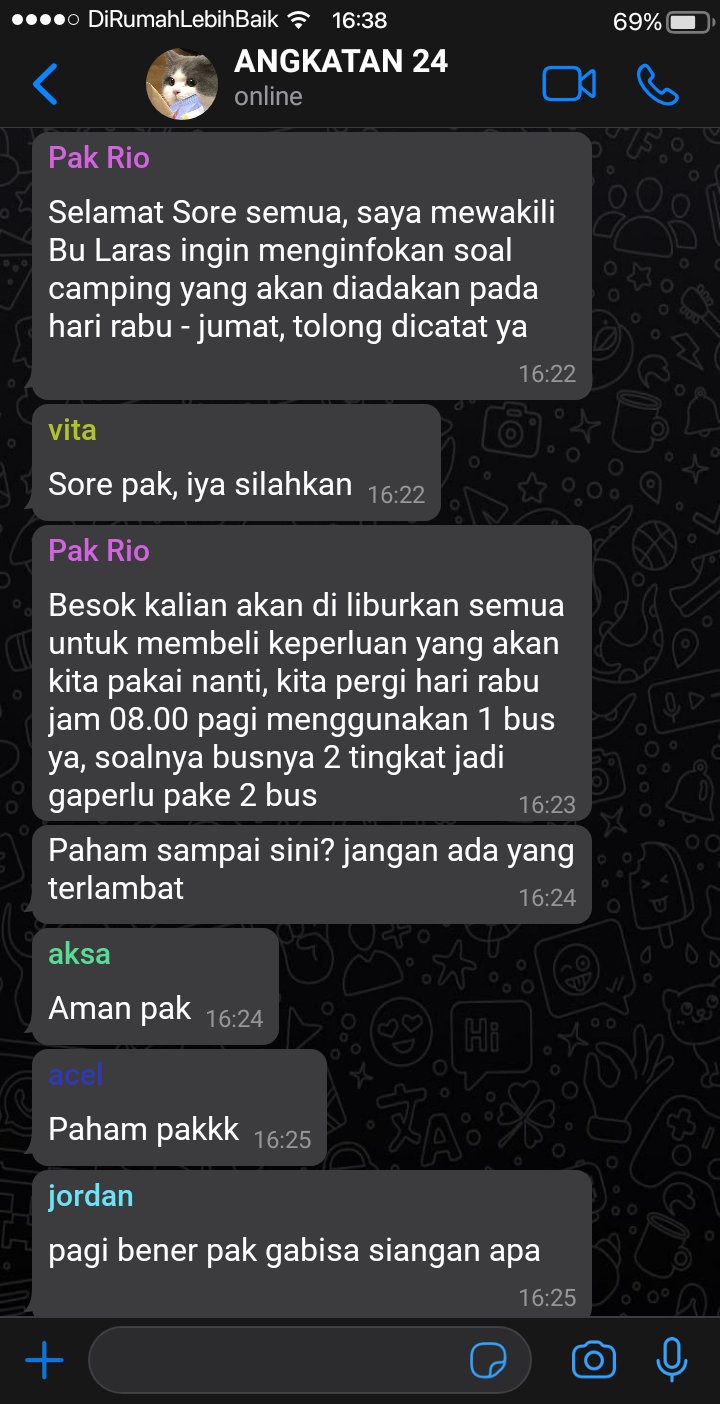 DiRumahLebihBaik 16:38 69%
ANGKATAN 24
online
Pak Rio
Selamat Sore semua, saya mewakili
Bu Laras ingin menginfokan soal
camping yang akan diadakan pada
hari rabu - jumat, tolong dicatat ya
16:22
vita
Sore pak, iya silahkan 16:22
Pak Rio
Besok kalian akan di liburkan semua
untuk membeli keperluan yang akan
kita pakai nanti, kita pergi hari rabu
jam 08.00 pagi menggunakan 1 bus
ya, soalnya busnya 2 tingkat jadi
gaperlu pake 2 bus 16:23
Paham sampai sini? jangan ada yang
terlambat 16:24
aksa
Aman pak 16:24
acel
Paham pakkk 16:25
jordan
pagi bener pak gabisa siangan apa
16:25